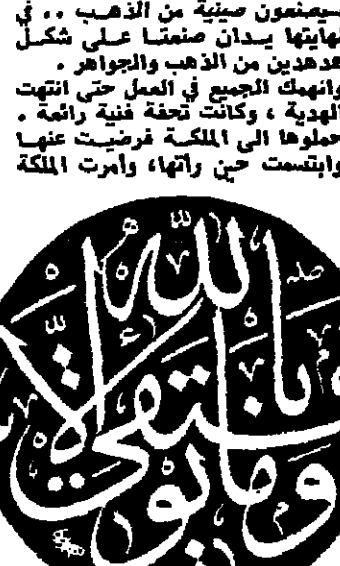 سيصنعون صينية من الذهب .. في
نهايتها يدان صنعتا على شكل
هدهدين من الذهب والجواهر .
وانهمك الجميع في العمل حتى انتهت
الهدية ، وكانت تحفة فنية رائعة .
حملوها الى الملكة فرضيت عنها
وابتسمت حين رأتها، وأمرت الملكة
وما توفيقي إلا بالله